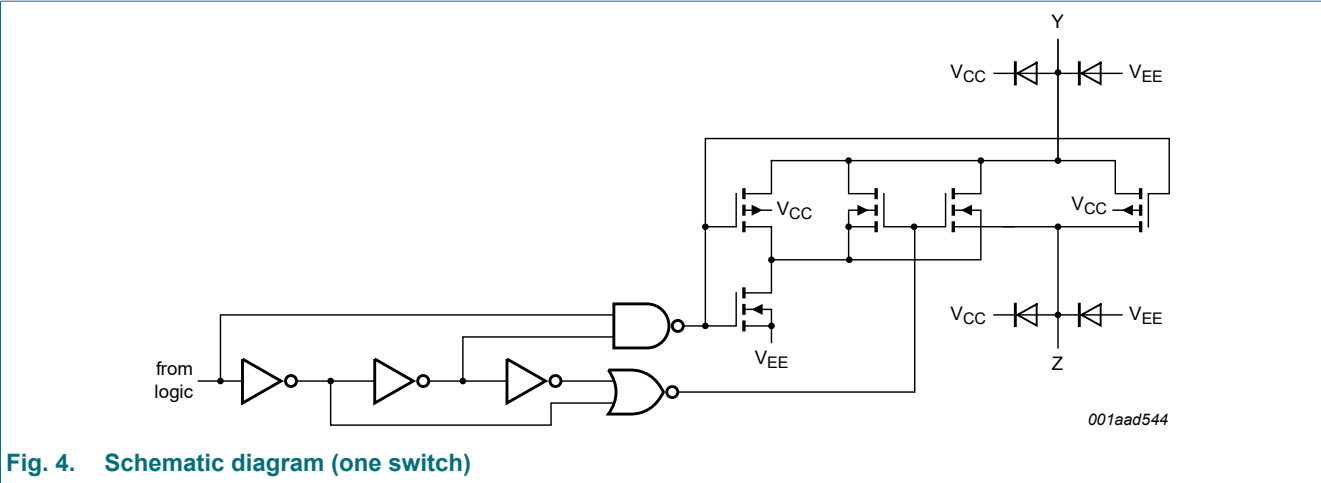 Y
VCC
VEE
VCC
VCC
VCC
VEE
from
logic
VEE
Z
001aad544
Fig. 4. Schematic diagram (one switch)